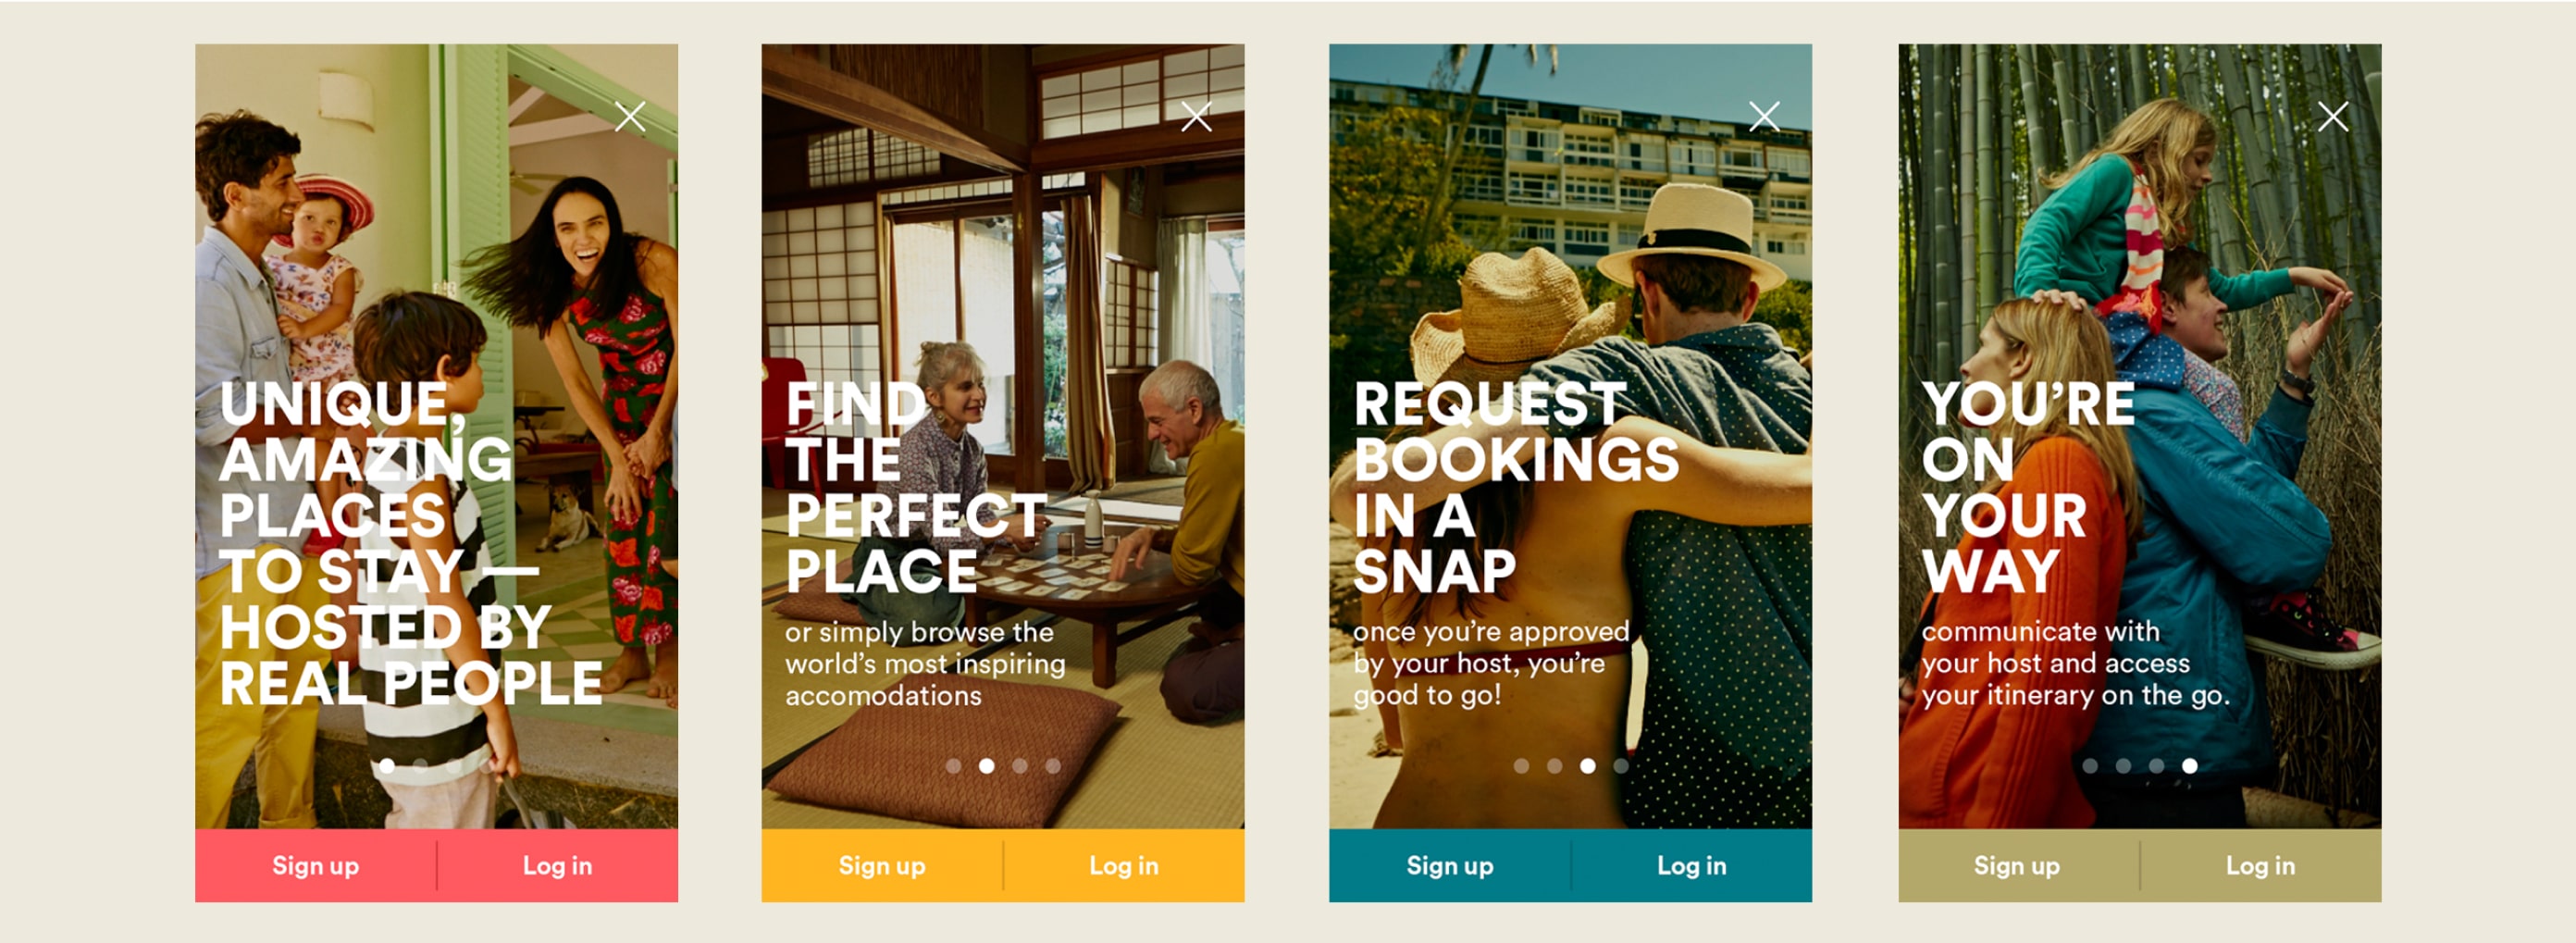 UNIQUE,
AMAZING
PLACES
TO STAY —
HOSTED BY
REAL PEOPLE
Sign up
Log in
FIND
THE
PERFECT
PLACE
or simply browse the
world's most inspiring
accomodations
Sign up
Log in
REQUEST
BOOKINGS
IN A
SNAP
once you're approved
by your host, you're
good to go!
Sign up
Log in
YOU'RE
ON
YOUR
WAY
communicate with
your host and access
your itinerary on the go.
Sign up
Log in